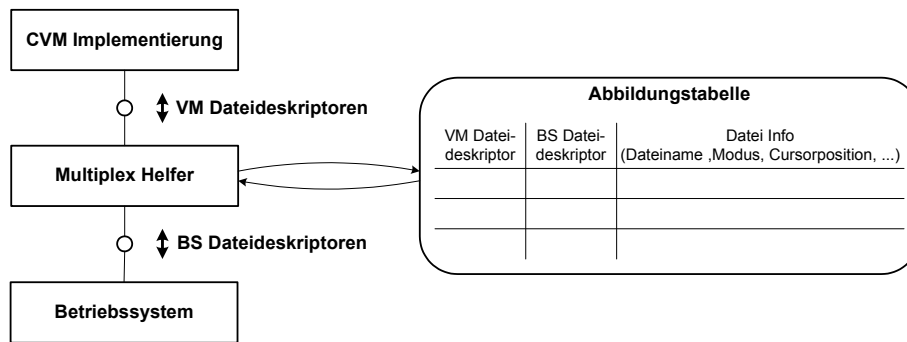 CVM Implementierung
VM Dateideskriptoren
Multiplex Helfer
BS Dateideskriptoren
Betriebssystem
Abbildungstabelle
VM Datei-
deskriptor
BS Datei-
deskriptor
Datei Info
(Dateiname ,Modus, Cursorposition, ...)